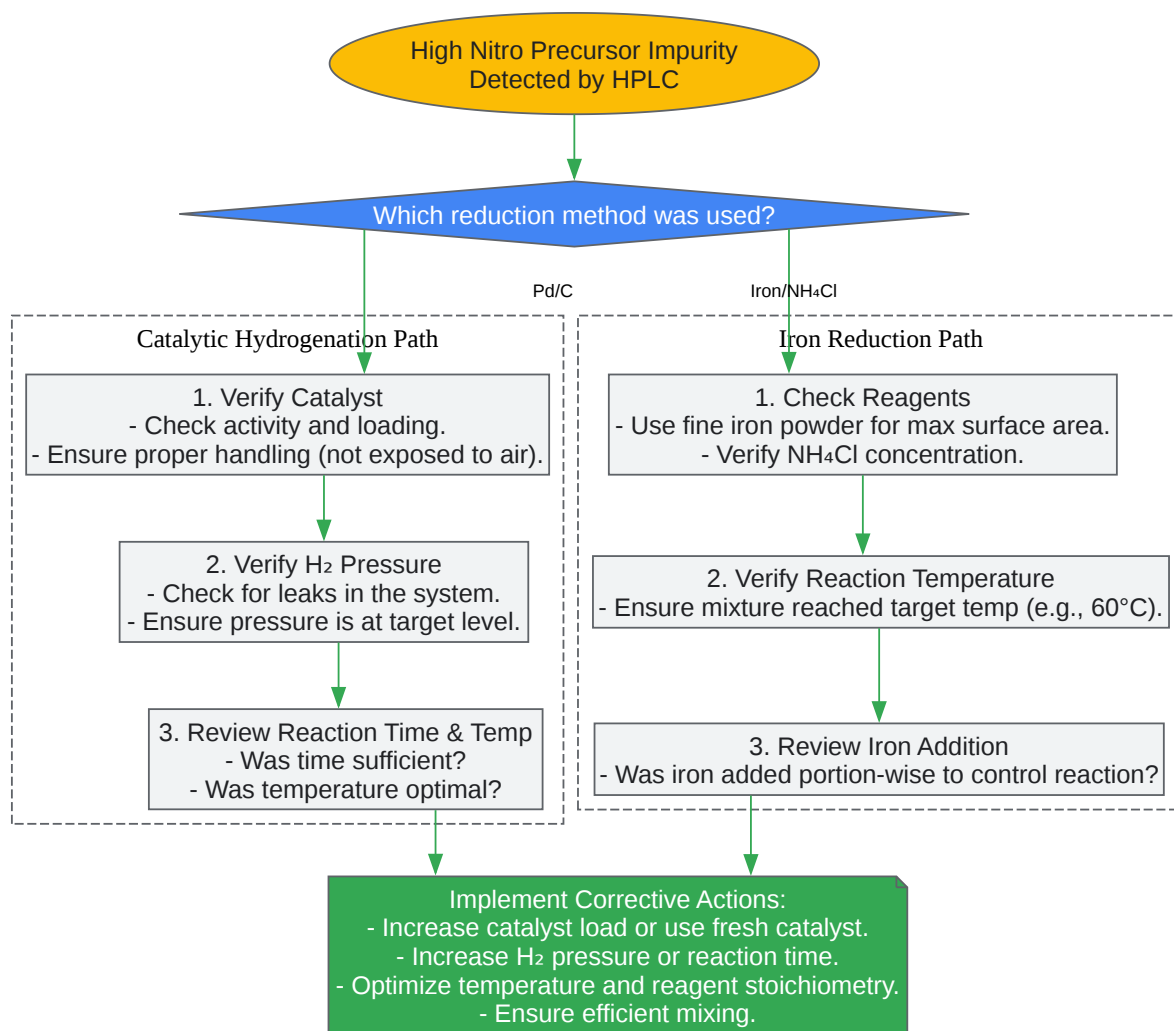 High Nitro Precursor Impurity
Detected by HPLC
Which reduction method was used?
Pd/C
Iron/NH₄Cl
Catalytic Hydrogenation Path
1. Verify Catalyst
- Check activity and loading.
- Ensure proper handling (not exposed to air).
2. Verify H₂ Pressure
- Check for leaks in the system.
- Ensure pressure is at target level.
3. Review Reaction Time & Temp
- Was time sufficient?
- Was temperature optimal?
Iron Reduction Path
1. Check Reagents
- Use fine iron powder for max surface area.
- Verify NH₄Cl concentration.
2. Verify Reaction Temperature
- Ensure mixture reached target temp (e.g., 60°C).
3. Review Iron Addition
- Was iron added portion-wise to control reaction?
Implement Corrective Actions:
- Increase catalyst load or use fresh catalyst.
- Increase H₂ pressure or reaction time.
- Optimize temperature and reagent stoichiometry.
- Ensure efficient mixing.